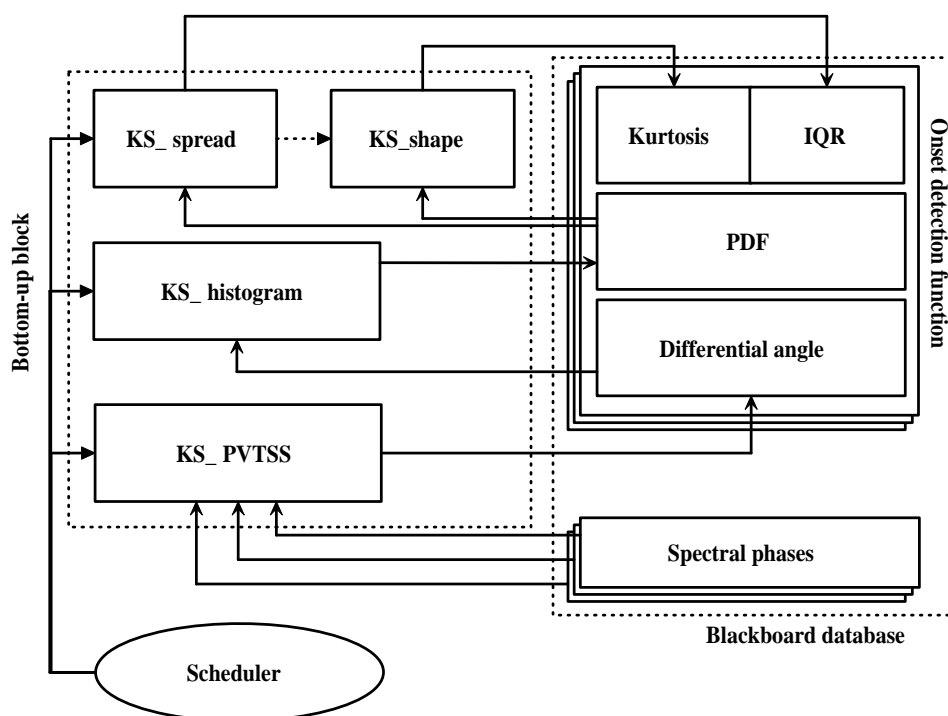 KS_ spread
KS_shape
Kurtosis
IQR
PDF
KS_ histogram
Differential angle
KS_ PVTSS
Spectral phases
Blackboard database
Scheduler
Bottom-up block
Onset detection function